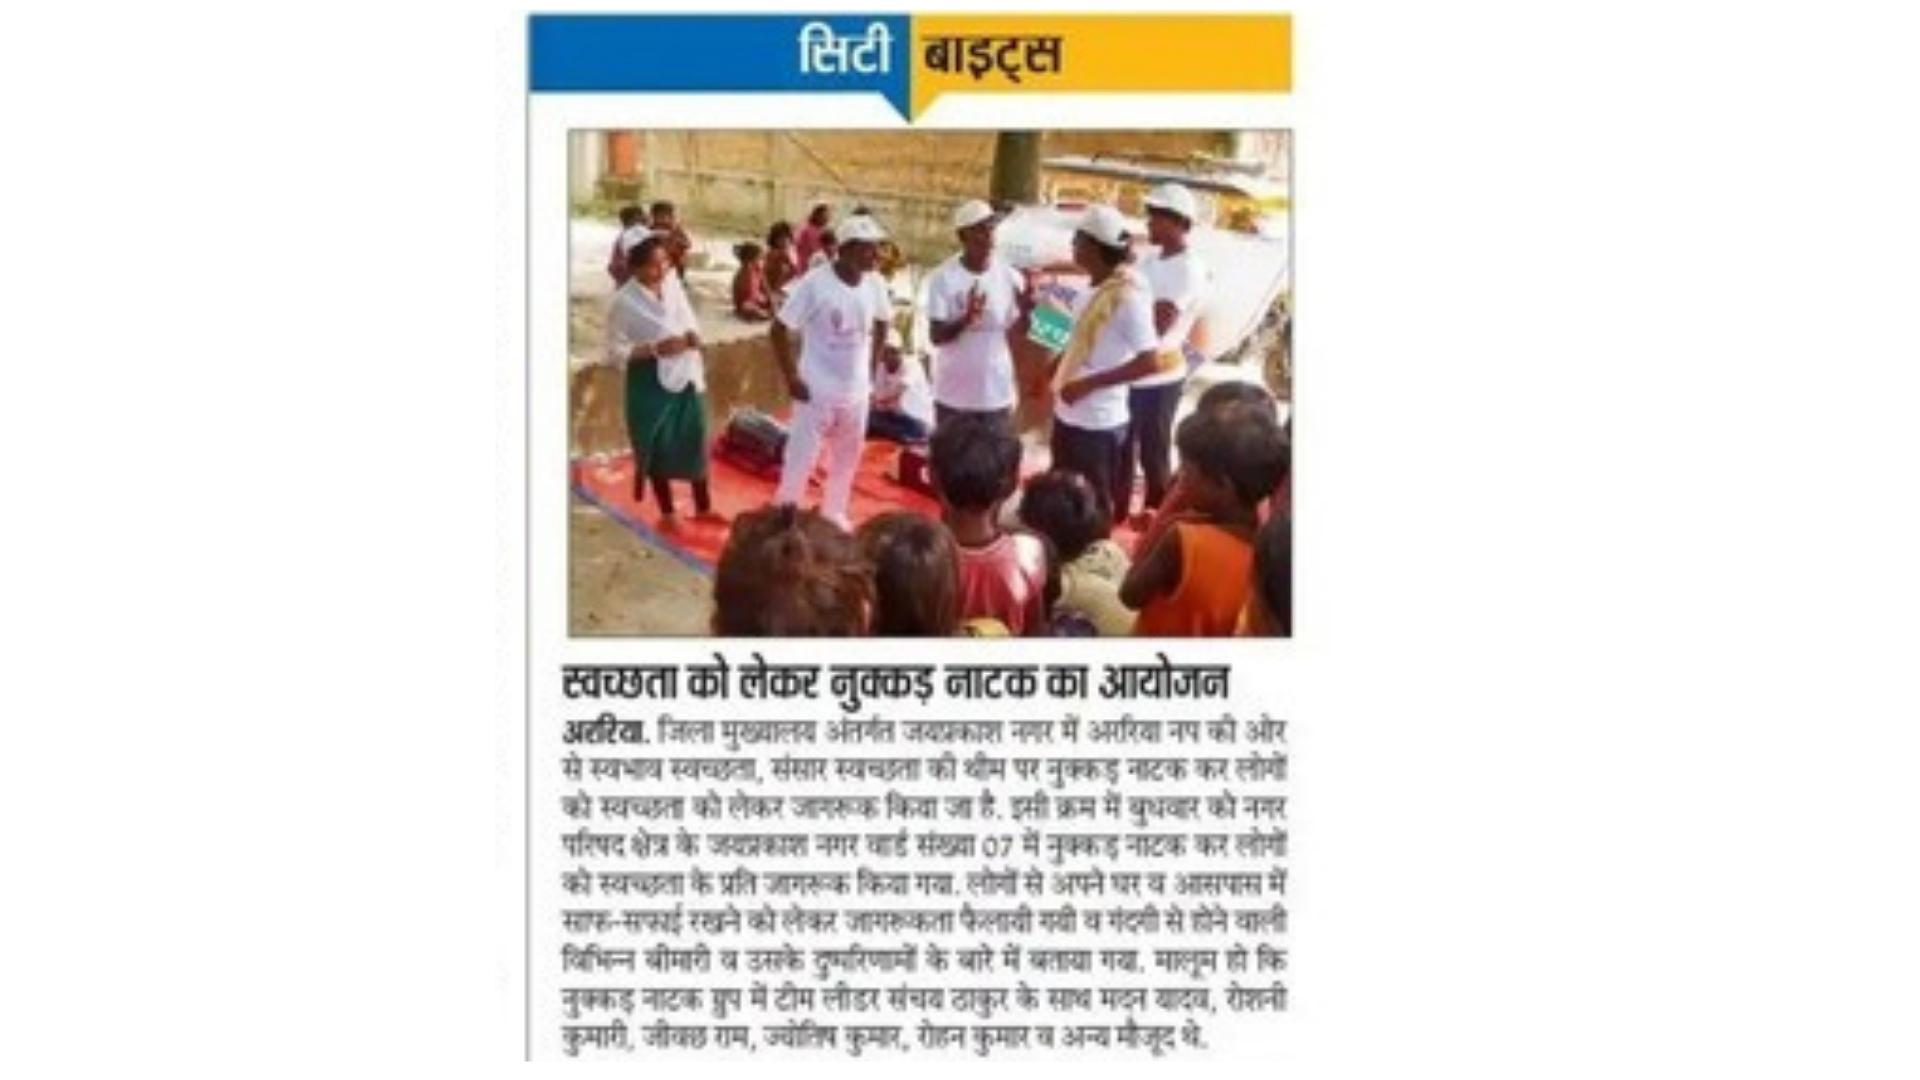 सिटी बाइट्स
स्वच्छता को लेकर नुक्कड़ नाटक का आयोजन
अररिया. जिला मुख्यालय अंतर्गत जयप्रकाश नगर में अररिया नप की ओर
से स्वभाव स्वच्छता, संसार स्वच्छता की थीम पर नुक्कड़ नाटक कर लोगों
को स्वच्छता को लेकर जागरूक किया जा है. इसी क्रम में बुधवार को नगर
परिषद क्षेत्र के जयप्रकाश नगर वार्ड संख्या 07 में नुक्कड़ नाटक कर लोगों
को स्वच्छता के प्रति जागरूक किया गया. लोगों से अपने घर व आसपास में
साफ-सफाई रखने को लेकर जागरुकता फैलायी गयी व गंदगी से होने वाली
विभिन्न बीमारी व उसके दुष्परिणामों के बारे में बताया गया. मालूम हो कि
नुक्कड़ नाटक ग्रुप में टीम लीडर संचय ठाकुर के साथ मदन यादव, रोशनी
कुमारी, जीवछ राम, ज्योतिष कुमार, रोहन कुमार व अन्य मौजूद थे.